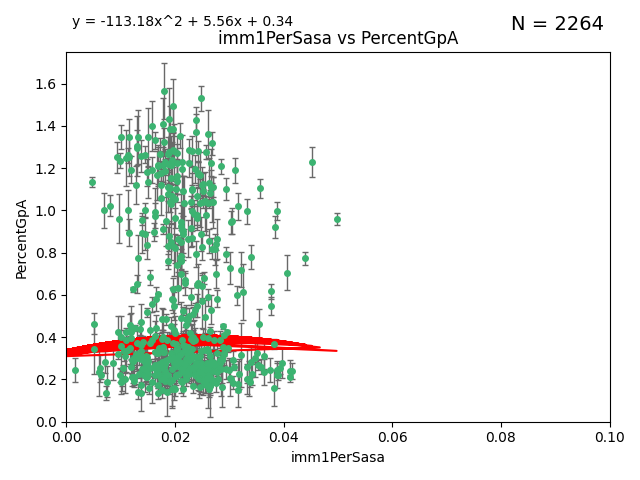 y = -113.18x^2 + 5.56x + 0.34
N = 2264
imm1PerSasa vs PercentGpA
PercentGpA
1.6
1.4
1.2
1.0
0.8
0.6
0.4
0.2
0.0
0.00 0.02 0.04 0.06 0.08 0.10
imm1PerSasa